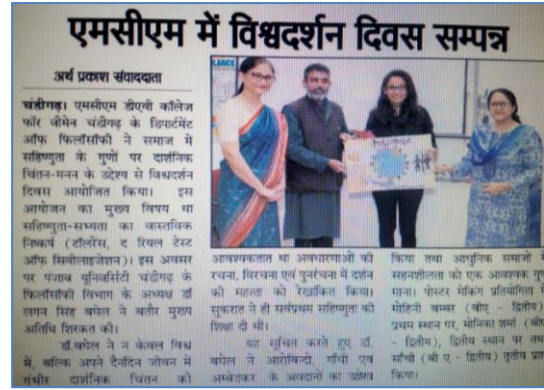 एमसीएम में विश्वदर्शन दिवस सम्पन्न
अर्थ प्रकाश संवाददाता
चंडीगढ़। एमसीएम डीएवी कॉलेज
फॉर वीमेन चंडीगढ़ के डिपार्टमेंट
ऑफ फिलॉसॉफी ने समाज में
सहिष्णुता के गुणों पर दार्शनिक
चिंतन-मनन के उद्देश्य से विश्वदर्शन
दिवस आयोजित किया। इस
आयोजन का मुख्य विषय था
सहिष्णुता-सभ्यता का वास्तविक
निष्कर्ष (टॉलरेंस, द रियल टेस्ट
ऑफ सिवीलाइजेशन)। इस अवसर
पर पंजाब यूनिवर्सिटी चंडीगढ़ के
फिलॉसॉफी विभाग के अध्यक्ष डॉ
लगन सिंह बघेल ने बतौर मुख्य
अतिथि शिरकत की।
डॉ.बघेल ने न केवल विश्व
में, बल्कि अपने दैनंदिन जीवन में
गंभीर दार्शनिक चिंतन की
आवश्यकतात था अवधारणाओं की
रचना, विरचना एवं पुनर्रचना में दर्शन
की महत्ता को रेखांकित किया।
सुकरात ने ही सर्वप्रथम सहिष्णुता की
शिक्षा दी थी।
यह सूचित करते हुए डॉ.
बघेल ने आरोबिन्दो, गाँधी एवं
अम्बेडकर के अवदानों का उल्लेख
किया तथा आधुनिक समाजों में
सहनशीलता को एक आवश्यक गुण
माना। पोस्टर मेकिंग प्रतियोगिता में
मोहिनी बम्बर (बीए - द्वितीय)
प्रथम स्थान पर, मोनिका शर्मा (बीए
- द्वितीय), द्वितीय स्थान पर तथा
साँची (बी ए - द्वितीय) तृतीय प्राप्त
किया।